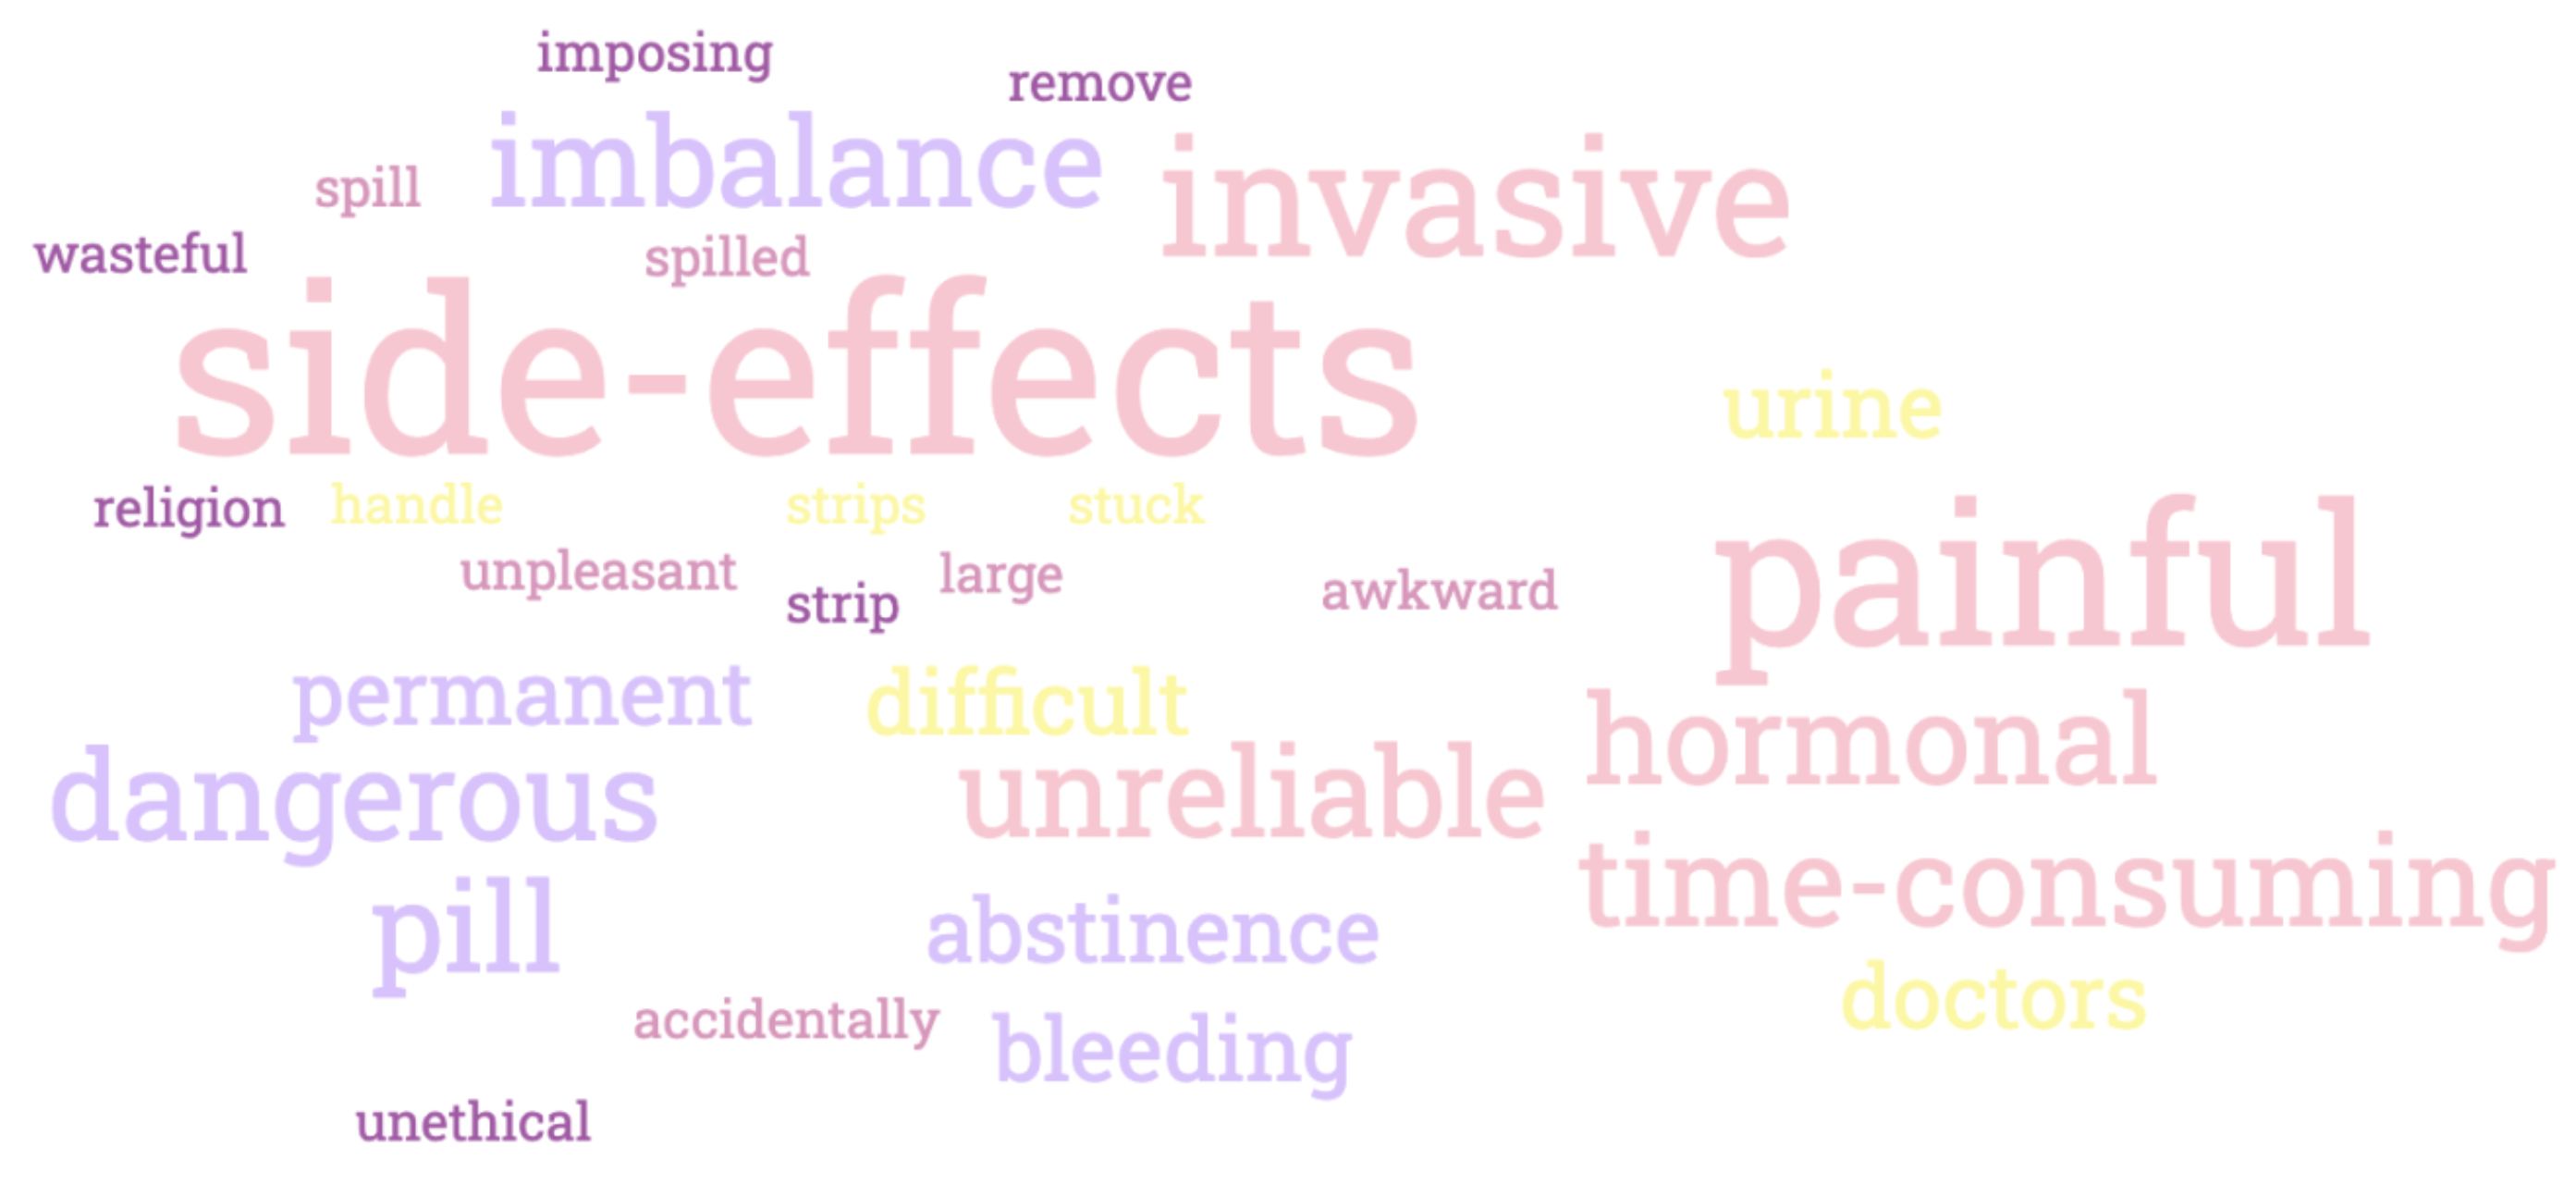 imposing
remove
imbalance
invasive
spill
wasteful
spilled
side-effects
urine
religion
handle
strips
stuck
painful
unpleasant
large
awkward
strip
permanent
difficult
hormonal
dangerous
unreliable
time-consuming
pill
abstinence
doctors
accidentally
bleeding
unethical